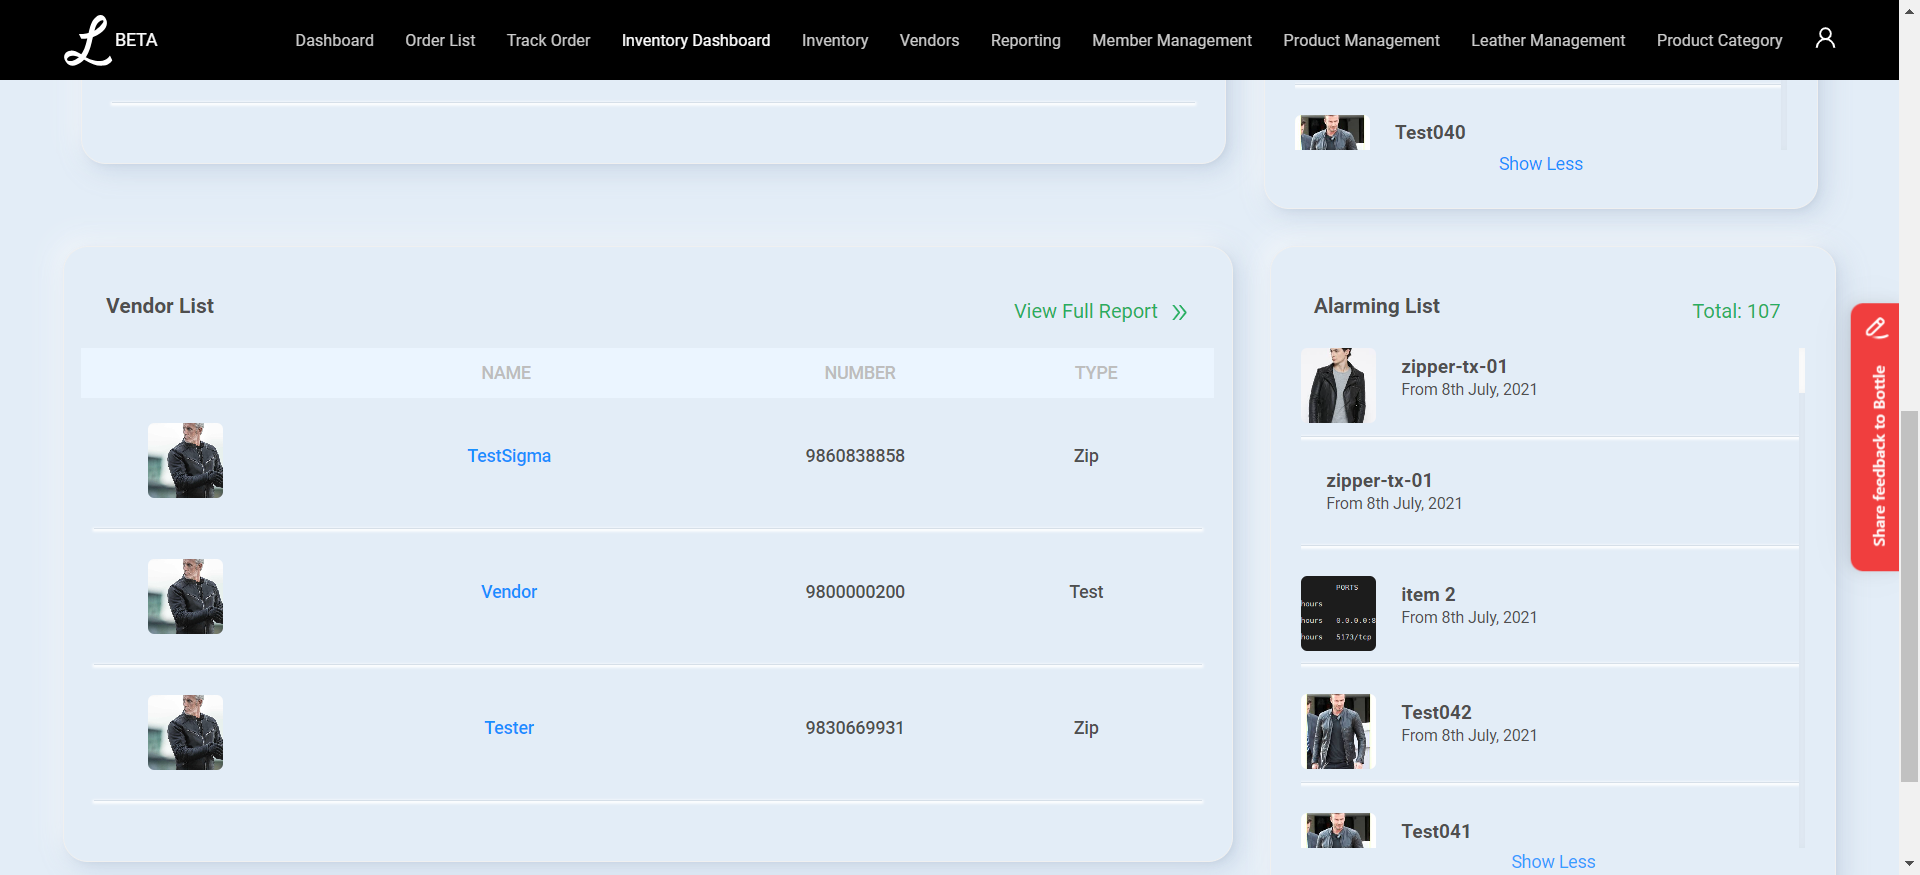 L BETA
Dashboard Order List Track Order Inventory Dashboard Inventory Vendors Reporting Member Management Product Management Leather Management Product Category
Test040
Show Less
Vendor List
View Full Report »
NAME NUMBER TYPE
TestSigma 9860838858 Zip
Vendor 9800000200 Test
Tester 9830669931 Zip
Alarming List
Total: 107
zipper-tx-01
From 8th July, 2021
zipper-tx-01
From 8th July, 2021
PORTS
hours
hours 0.0.0.0:8
hours 5173/tcp
item 2
From 8th July, 2021
Test042
From 8th July, 2021
Test041
Show Less
Share feedback to Bottle